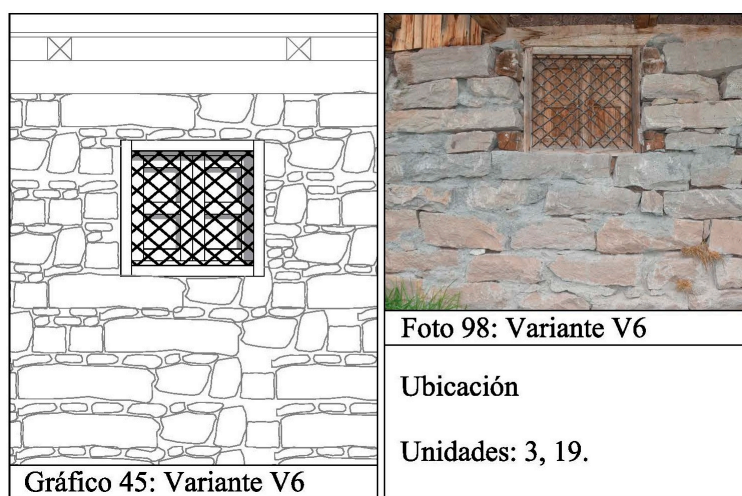 Gráfico 45: Variante V6
Foto 98: Variante V6
Ubicación
Unidades: 3, 19.